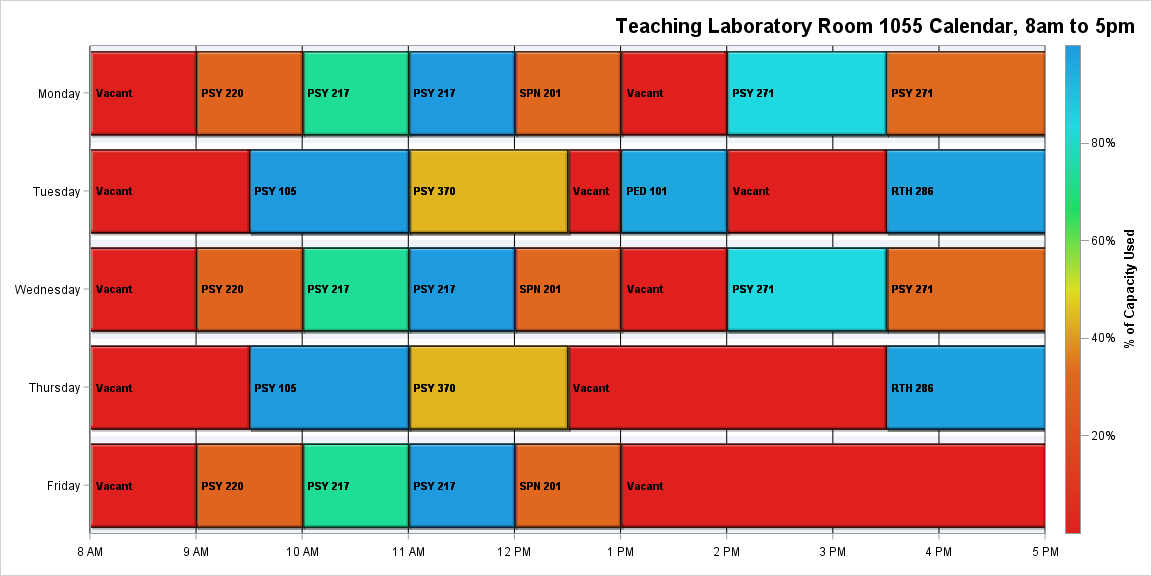 Teaching Laboratory Room 1055 Calendar, 8am to 5pm
Monday
Vacant PSY 220 PSY 217 PSY 217 SPN 201 Vacant PSY 271 PSY 271
Tuesday
Vacant PSY 105 PSY 370 Vacant PED 101 Vacant RTH 286
Wednesday
Vacant PSY 220 PSY 217 PSY 217 SPN 201 Vacant PSY 271 PSY 271
Thursday
Vacant PSY 105 PSY 370 Vacant RTH 286
Friday
Vacant PSY 220 PSY 217 PSY 217 SPN 201 Vacant
8 AM 9 AM 10 AM 11 AM 12 PM 1 PM 2 PM 3 PM 4 PM 5 PM
80%
60%
40%
20%
% of Capacity Used